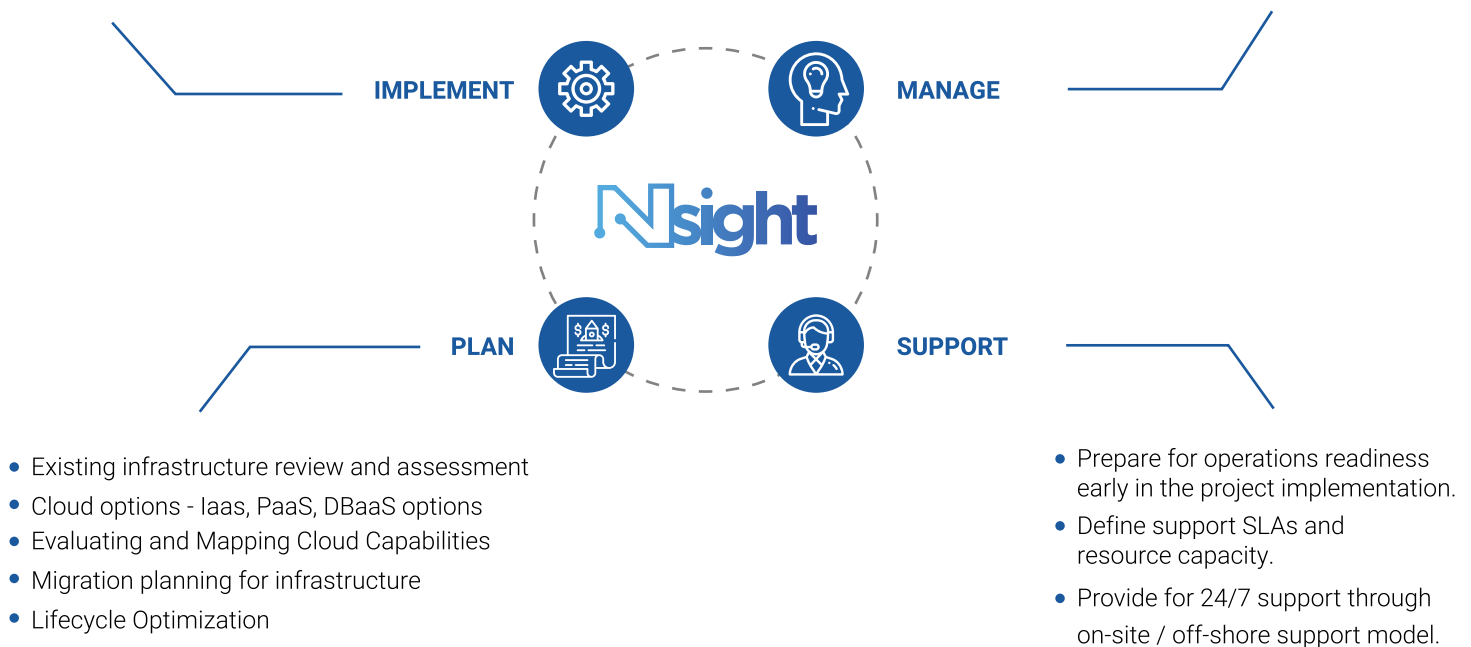 IMPLEMENT
MANAGE
Nsight
PLAN
SUPPORT
$ $
Existing infrastructure review and assessment
Cloud options - Iaas, PaaS, DBaaS options
Evaluating and Mapping Cloud Capabilities
Migration planning for infrastructure
Lifecycle Optimization
Prepare for operations readiness
early in the project implementation.
Define support SLAs and
resource capacity.
Provide for 24/7 support through
on-site / off-shore support model.